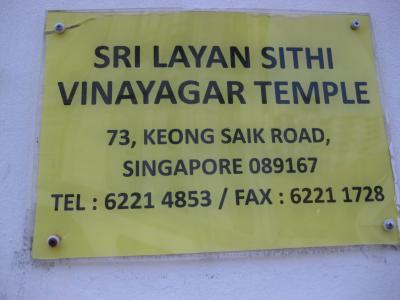 SRI LAYAN SITHI
VINAYAGAR TEMPLE
73, KEONG SAIK ROAD,
SINGAPORE 089167
TEL : 6221 4853 / FAX : 6221 1728